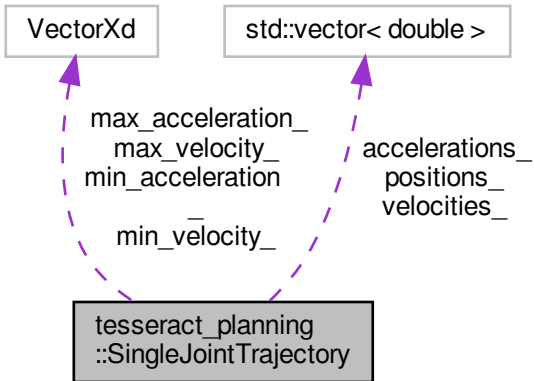 VectorXd
std::vector< double >
max_acceleration_
max_velocity_
min_acceleration
_
min_velocity_
accelerations_
positions_
velocities_
tesseract_planning
::SingleJointTrajectory